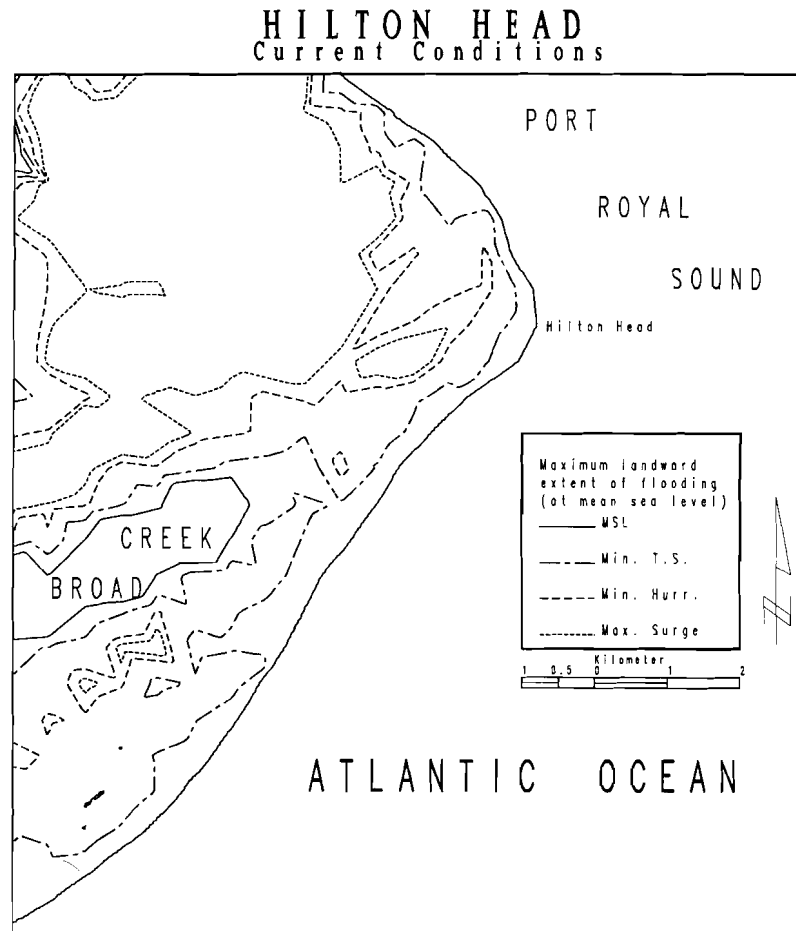 HILTON HEAD
Current Conditions
PORT
ROYAL
SOUND
Hilton Head
Maximum landward
extent of flooding
(at mean sea level)
MSL
Min. T.S.
Min. Hurr.
Max. Surge
Kilometer
1 0.5 0 1 2
CREEK
BROAD
ATLANTIC OCEAN